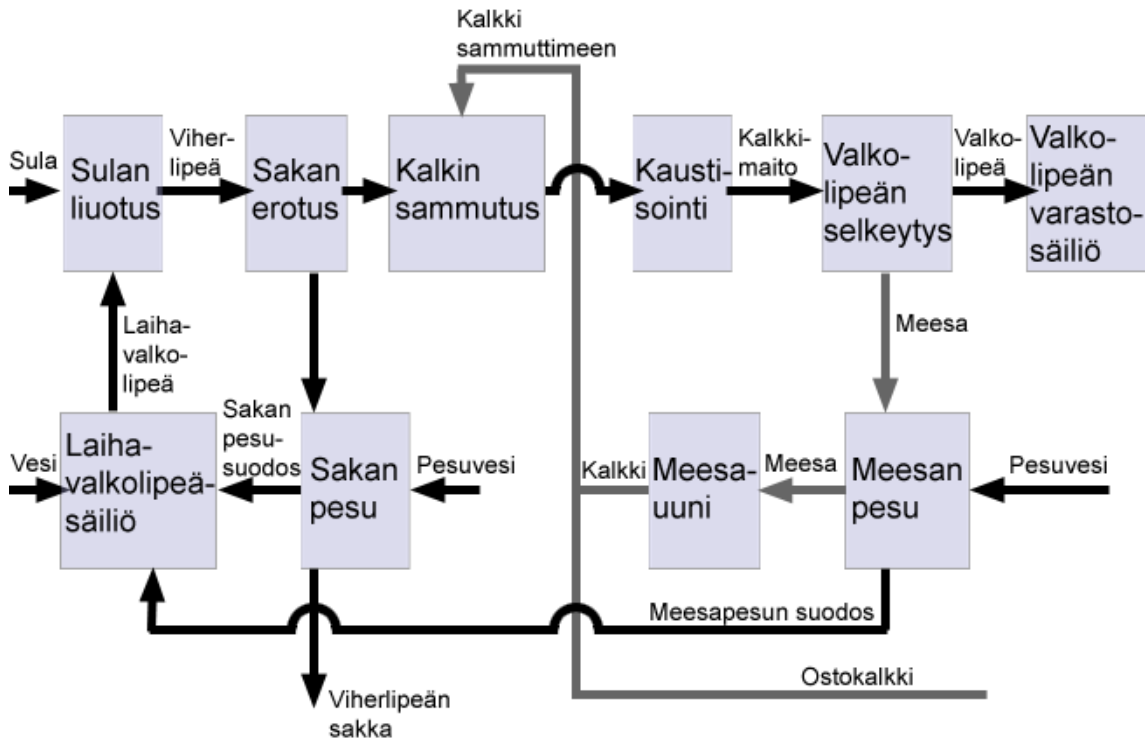 Kalkki
sammuttimeen
Sula
Sulan
liuotus
Viher-
lipeä
Sakan
erotus
Kalkin
sammutus
Kausti-
sointi
Kalkki-
maito
Valko-
lipeän
selkeytys
Valko-
lipeä
Valko-
lipeän
varasto-
säiliö
Laiha-
valko-
lipeä
Meesa
Vesi
Laiha-
valkolipeä-
säiliö
Sakan
pesu-
suodos
Sakan
pesu
Pesuvesi
Kalkki
Meesa-
uuni
Meesa
Meesan
pesu
Pesuvesi
Meesapesun suodos
Ostokalkki
Viherlipeän
sakka